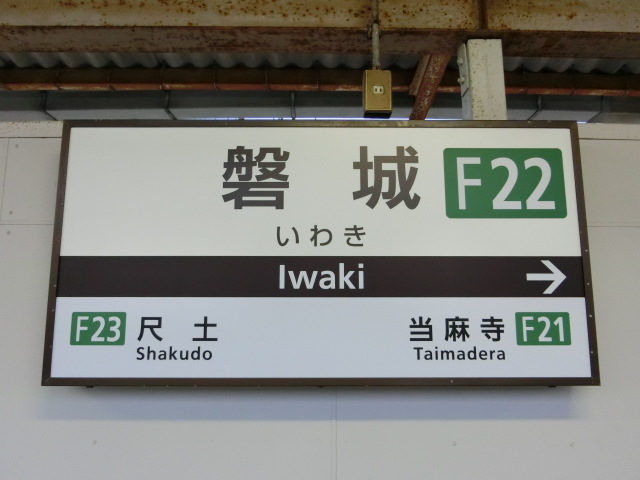 磐城 F22
いわき
Iwaki →
F23 尺土 当麻寺 F21
Shakudo Taimadera